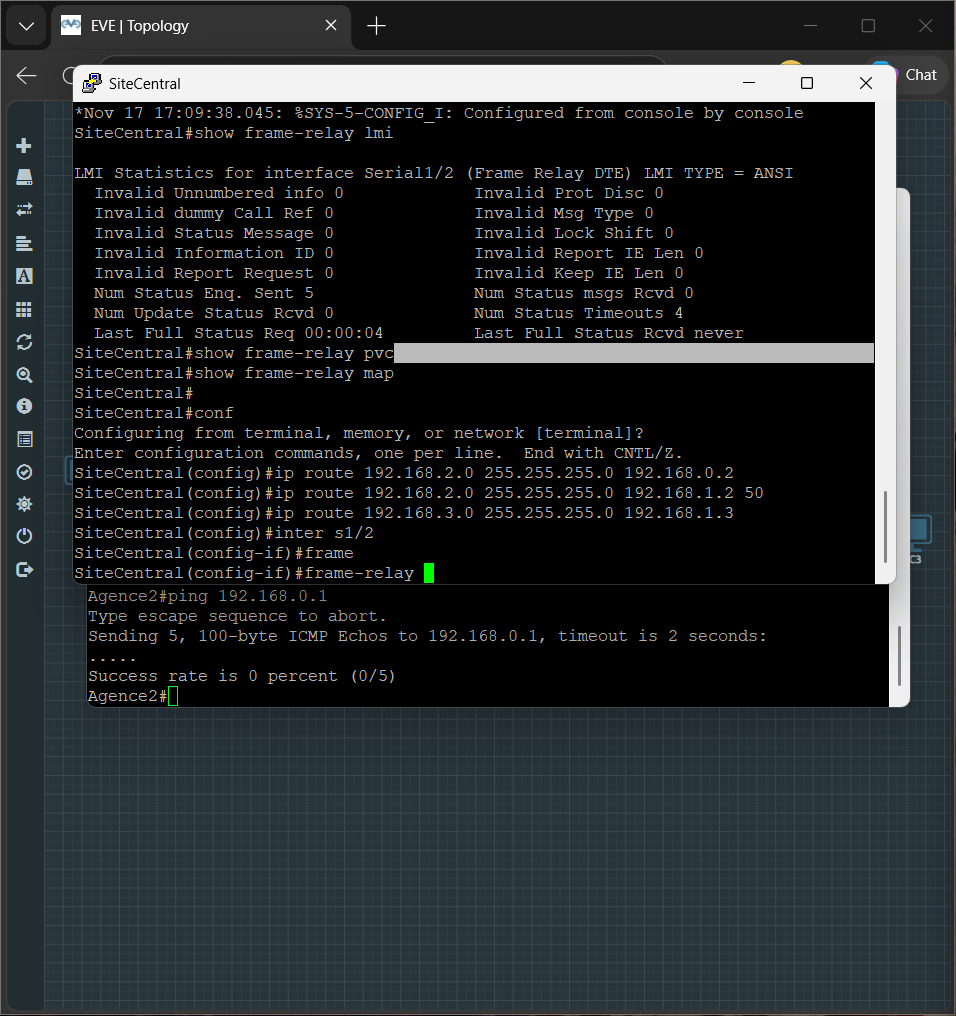 EVE | Topology
Chat
SiteCentral
*Nov 17 17:09:38.045: %SYS-5-CONFIG_I: Configured from console by console
SiteCentral#show frame-relay lmi
LMI Statistics for interface Serial1/2 (Frame Relay DTE) LMI TYPE = ANSI
Invalid Unnumbered info 0 Invalid Prot Disc 0
Invalid dummy Call Ref 0 Invalid Msg Type 0
Invalid Status Message 0 Invalid Lock Shift 0
Invalid Information ID 0 Invalid Report IE Len 0
Invalid Report Request 0 Invalid Keep IE Len 0
Num Status Enq. Sent 5 Num Status msgs Rcvd 0
Num Update Status Rcvd 0 Num Status Timeouts 4
Last Full Status Req 00:00:04 Last Full Status Rcvd never
SiteCentral#show frame-relay pvc
SiteCentral#show frame-relay map
SiteCentral#
SiteCentral#conf
Configuring from terminal, memory, or network [terminal]?
Enter configuration commands, one per line. End with CNTL/Z.
SiteCentral(config)#ip route 192.168.2.0 255.255.255.0 192.168.0.2
SiteCentral(config)#ip route 192.168.2.0 255.255.255.0 192.168.1.2 50
SiteCentral(config)#ip route 192.168.3.0 255.255.255.0 192.168.1.3
SiteCentral(config)#inter s1/2
SiteCentral(config-if)#frame
SiteCentral(config-if)#frame-relay
C3
Agence2#ping 192.168.0.1
Type escape sequence to abort.
Sending 5, 100-byte ICMP Echos to 192.168.0.1, timeout is 2 seconds:
.....
Success rate is 0 percent (0/5)
Agence2#